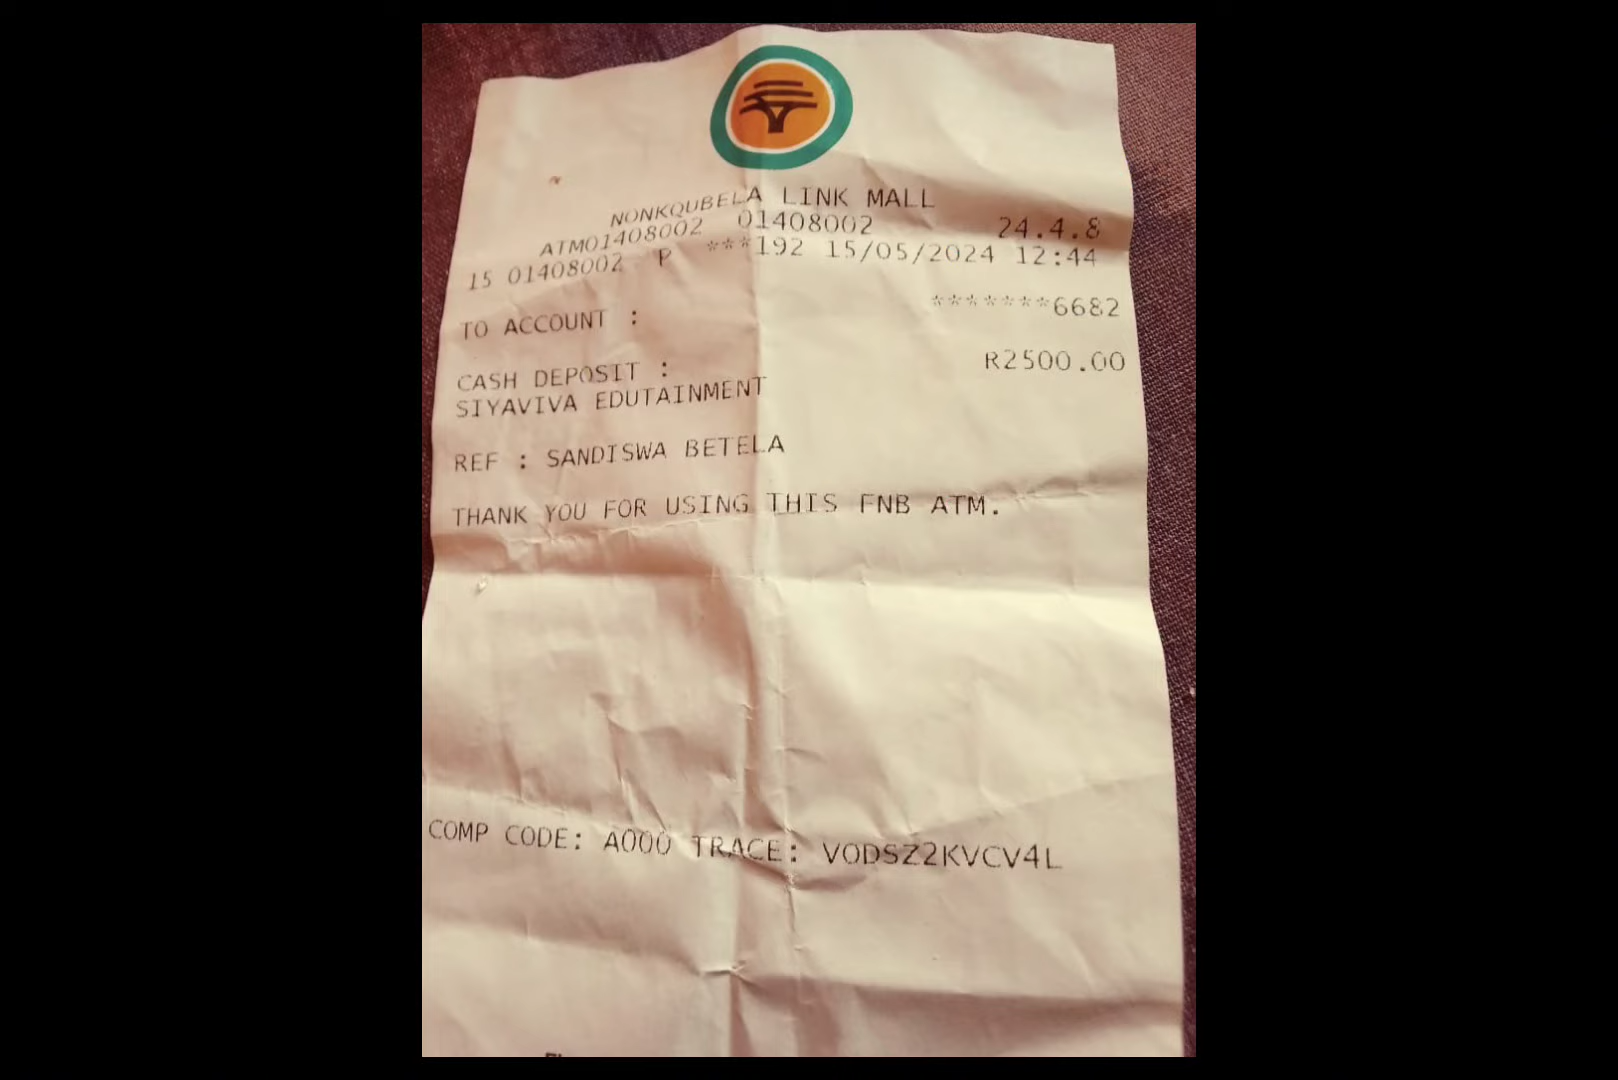 NONKQUBELA LINK MALL
ATM01408002 01408002 24.4.8
15 01408002 P ***192 15/05/2024 12:44
TO ACCOUNT : *******6682
CASH DEPOSIT : R2500.00
SIYAVIVA EDUTAINMENT
REF : SANDISWA BETELA
THANK YOU FOR USING THIS FNB ATM.
COMP CODE: A000 TRACE: VODSZ2KVCV4L